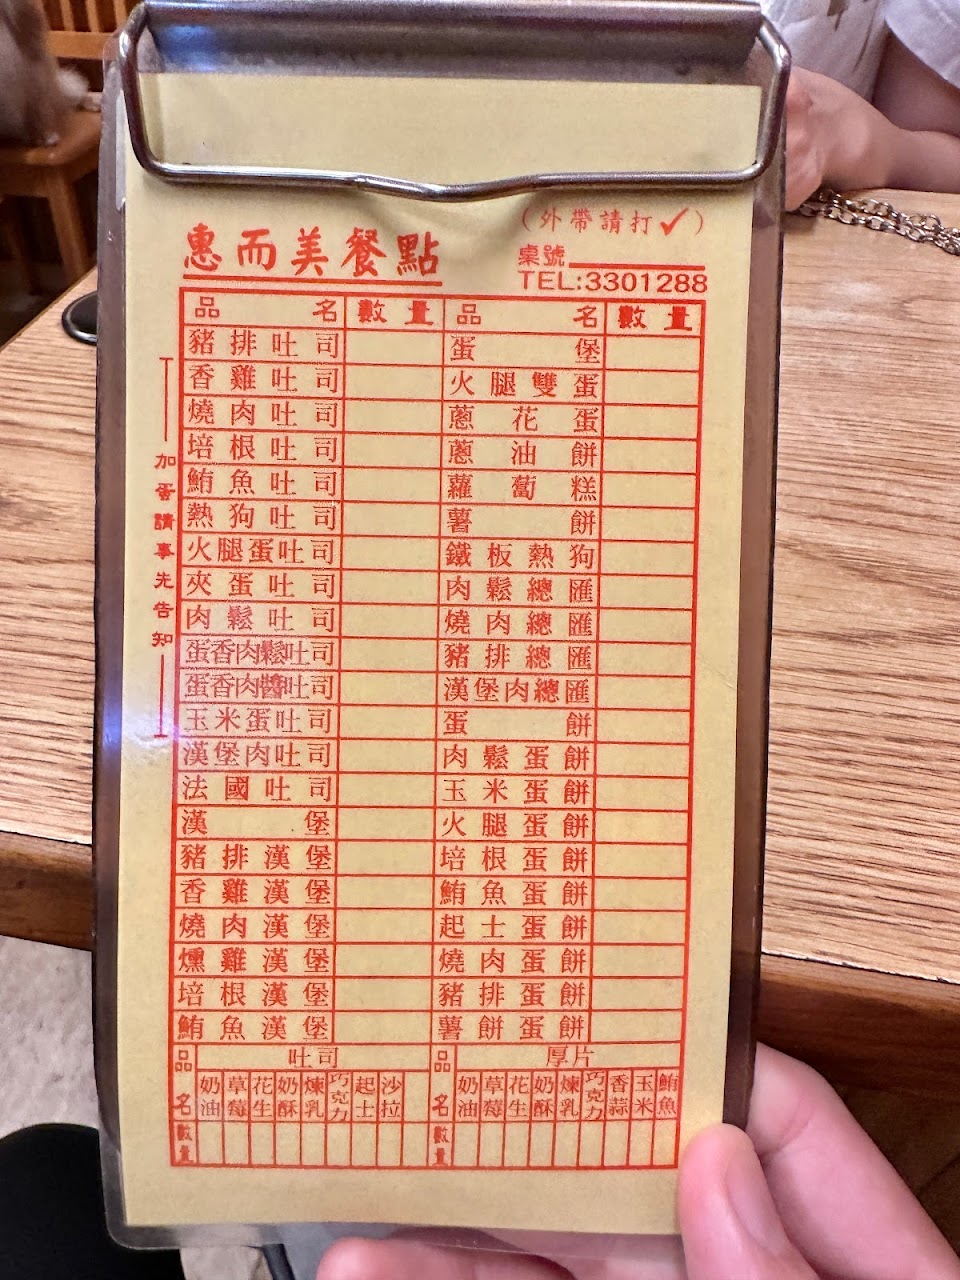 (外帶請打✓)
惠而美餐點 桌號
TEL:3301288
品名 數量 品名 數量
豬排吐司 蛋堡
香雞吐司 火腿雙蛋
燒肉吐司 蔥花蛋
培根吐司 蔥油餅
鮪魚吐司 蘿蔔糕
熱狗吐司 薯餅
火腿蛋吐司 鐵板熱狗
夾蛋吐司 肉鬆總匯
肉鬆吐司 燒肉總匯
蛋香肉鬆吐司 豬排總匯
蛋香肉醬吐司 漢堡肉總匯
玉米蛋吐司 蛋餅
漢堡肉吐司 肉鬆蛋餅
法國吐司 玉米蛋餅
漢堡 火腿蛋餅
豬排漢堡 培根蛋餅
香雞漢堡 鮪魚蛋餅
燒肉漢堡 起士蛋餅
燻雞漢堡 燒肉蛋餅
培根漢堡 豬排蛋餅
鮪魚漢堡 薯餅蛋餅
加蛋請事先告知
品名 吐司 品名 厚片
奶油 草莓 花生 奶酥 煉乳 巧克力 起士 沙拉 奶油 草莓 花生 奶酥 煉乳 巧克力 香蒜 玉米 鮪魚
數量 數量